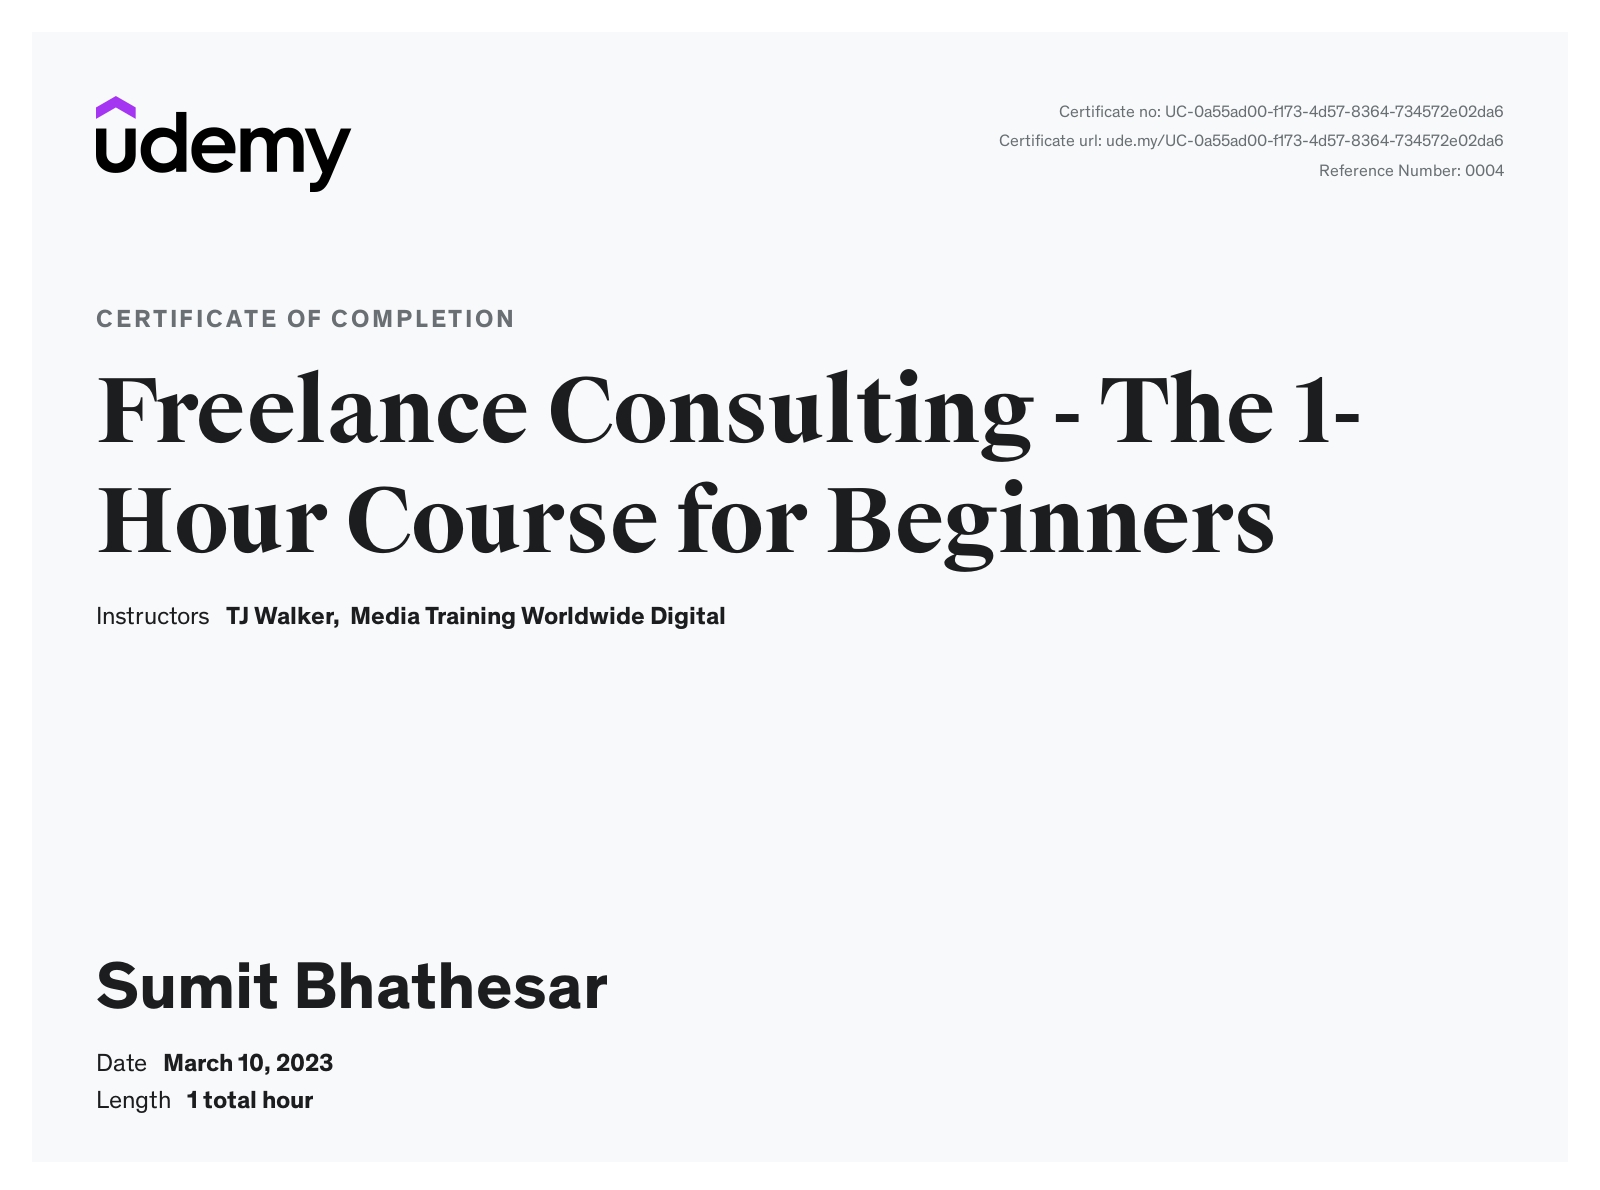 udemy
Certificate no: UC-0a55ad00-f173-4d57-8364-734572e02da6
Certificate url: ude.my/UC-0a55ad00-f173-4d57-8364-734572e02da6
Reference Number: 0004
CERTIFICATE OF COMPLETION
Freelance Consulting - The 1-
Hour Course for Beginners
Instructors TJ Walker, Media Training Worldwide Digital
Sumit Bhathesar
Date March 10, 2023
Length 1 total hour